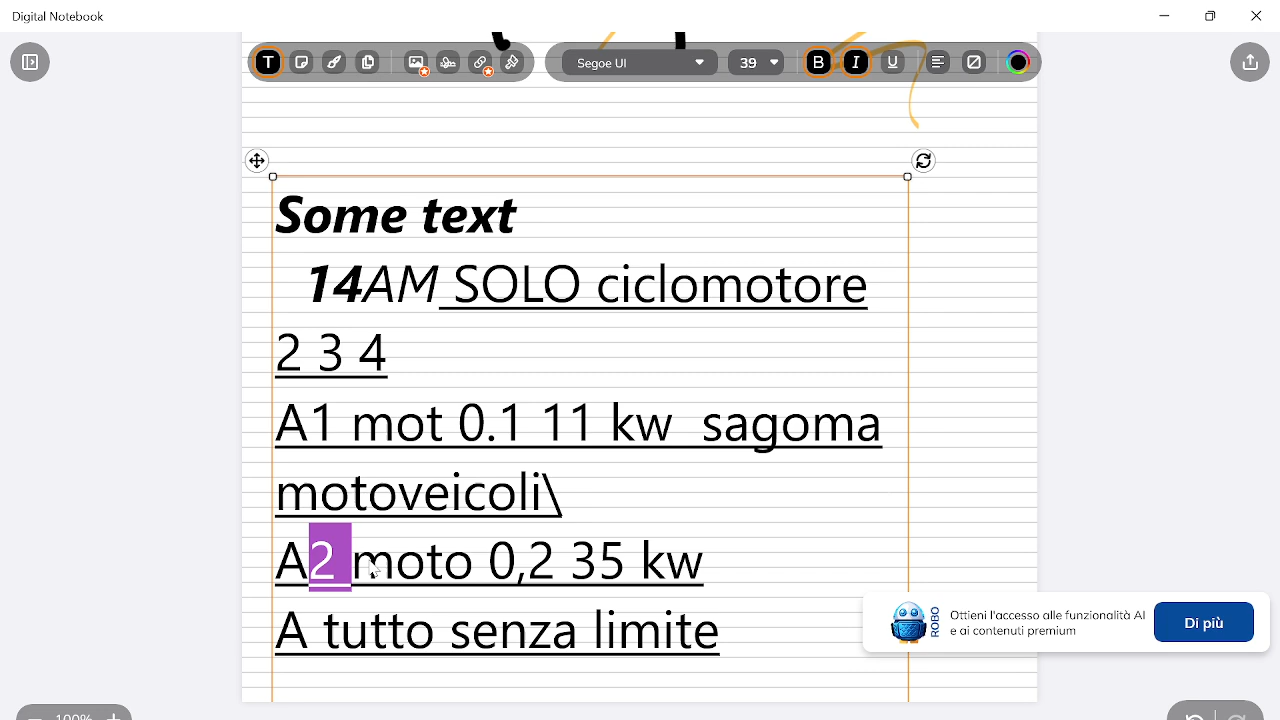 Digital Notebook
T
Segoe UI
39
B
I
U
Some text
14AM SOLO ciclomotore
2 3 4
A1 mot 0.1 11 kw sagoma
motoveicoli\
A2 moto 0,2 35 kw
A tutto senza limite
ROBO
Ottieni l'accesso alle funzionalità AI
e ai contenuti premium
Di più
100%